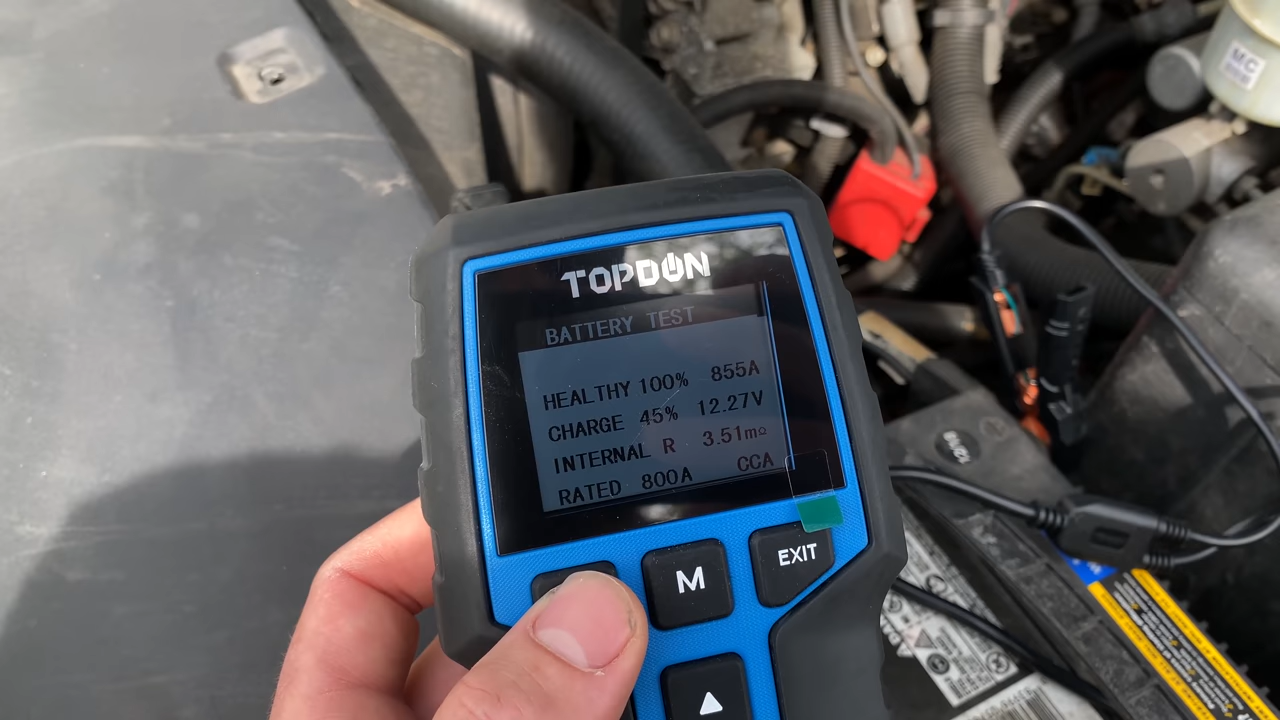 MC
TOPDON
BATTERY TEST
HEALTHY 100% 855A
CHARGE 45% 12.27V
INTERNAL R 3.51mΩ
RATED 800A CCA
M
EXIT
▲